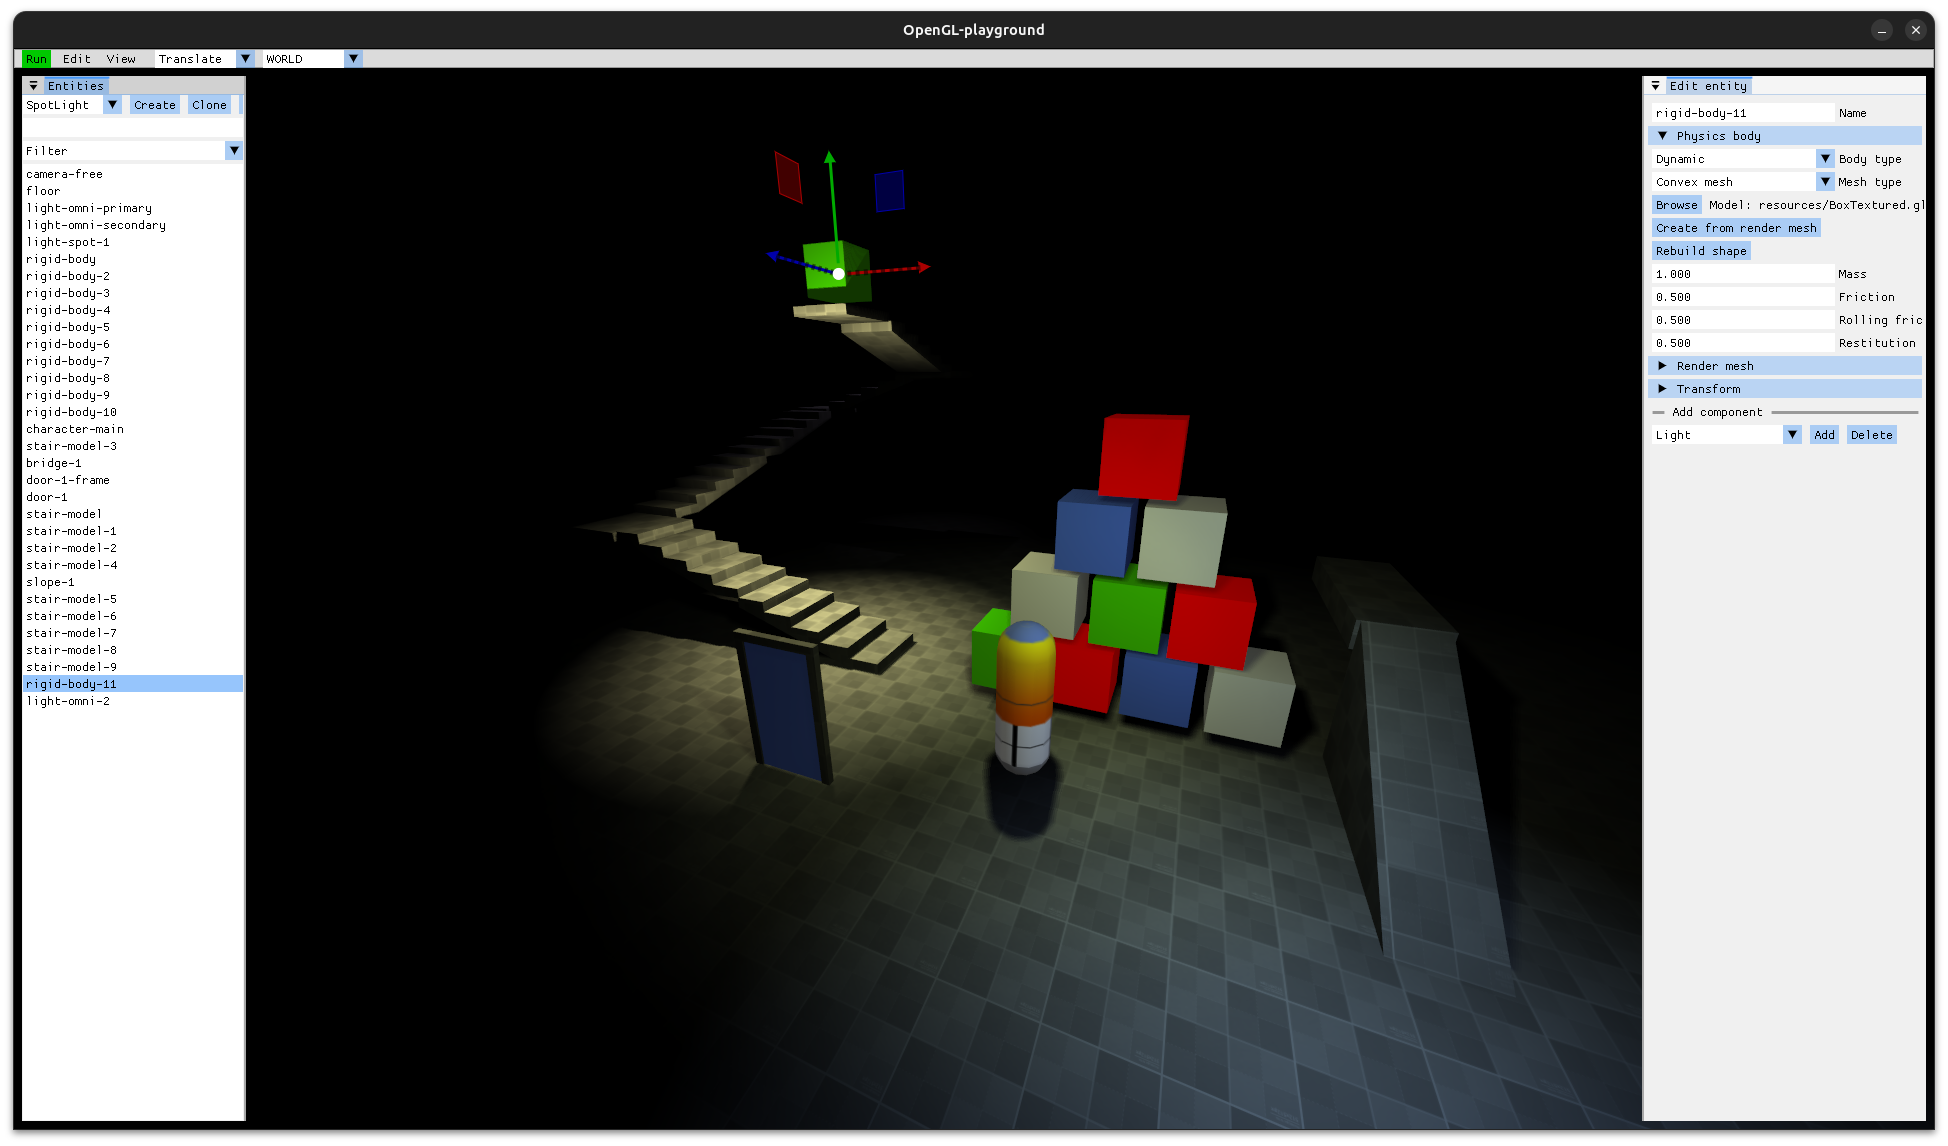 OpenGL-playground
Run Edit View Translate WORLD
Entities
SpotLight Create Clone
Filter
camera-free
floor
light-omni-primary
light-omni-secondary
light-spot-1
rigid-body
rigid-body-2
rigid-body-3
rigid-body-4
rigid-body-5
rigid-body-6
rigid-body-7
rigid-body-8
rigid-body-9
rigid-body-10
character-main
stair-model-3
bridge-1
door-1-frame
door-1
stair-model
stair-model-1
stair-model-2
stair-model-4
slope-1
stair-model-5
stair-model-6
stair-model-7
stair-model-8
stair-model-9
rigid-body-11
light-omni-2
Edit entity
rigid-body-11 Name
Physics body
Dynamic Body type
Convex mesh Mesh type
Browse Model: resources/BoxTextured.gl
Create from render mesh
Rebuild shape
1.000 Mass
0.500 Friction
0.500 Rolling fric
0.500 Restitution
Render mesh
Transform
Add component
Light Add Delete